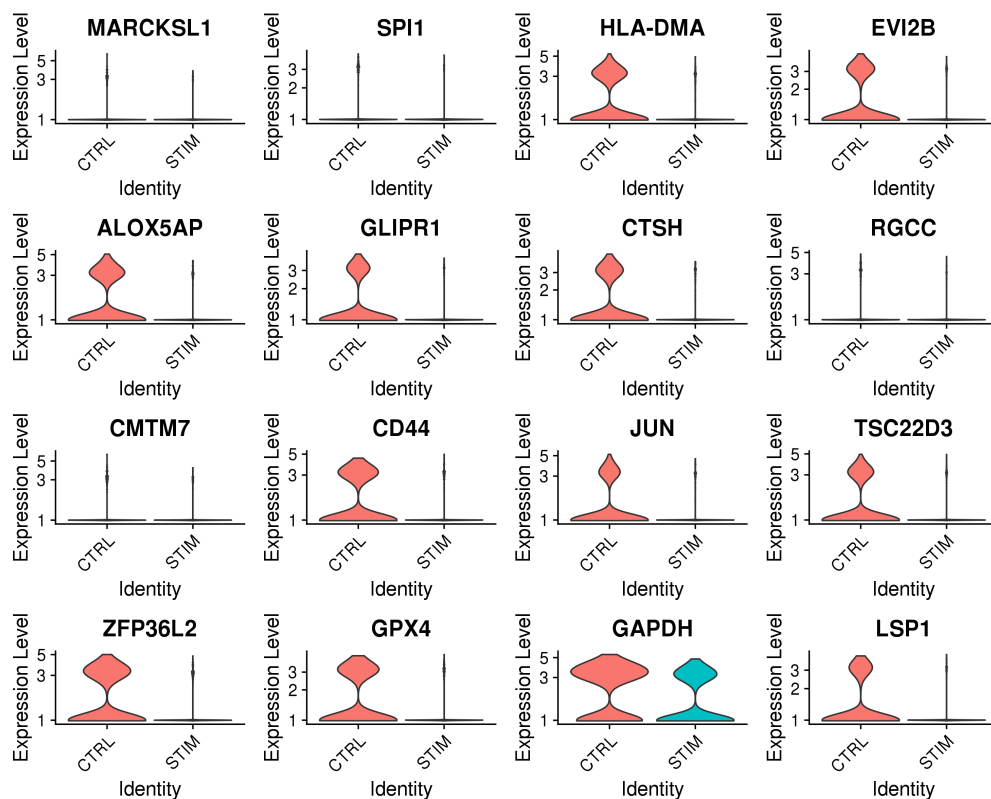 MARCKSL1 SPI1 HLA-DMA EVI2B
Expression Level 5 3 1 Expression Level 3 2 1 Expression Level 5 3 1 Expression Level 3 2 1
CTRL STIM CTRL STIM CTRL STIM CTRL STIM
Identity Identity Identity Identity
ALOX5AP GLIPR1 CTSH RGCC
Expression Level 5 3 1 Expression Level 3 2 1 Expression Level 3 2 1 Expression Level 5 3 1
CTRL STIM CTRL STIM CTRL STIM CTRL STIM
Identity Identity Identity Identity
CMTM7 CD44 JUN TSC22D3
Expression Level 5 3 1 Expression Level 5 3 1 Expression Level 5 3 1 Expression Level 5 3 1
CTRL STIM CTRL STIM CTRL STIM CTRL STIM
Identity Identity Identity Identity
ZFP36L2 GPX4 GAPDH LSP1
Expression Level 5 3 1 Expression Level 3 2 1 Expression Level 5 3 1 Expression Level 3 2 1
CTRL STIM CTRL STIM CTRL STIM CTRL STIM
Identity Identity Identity Identity